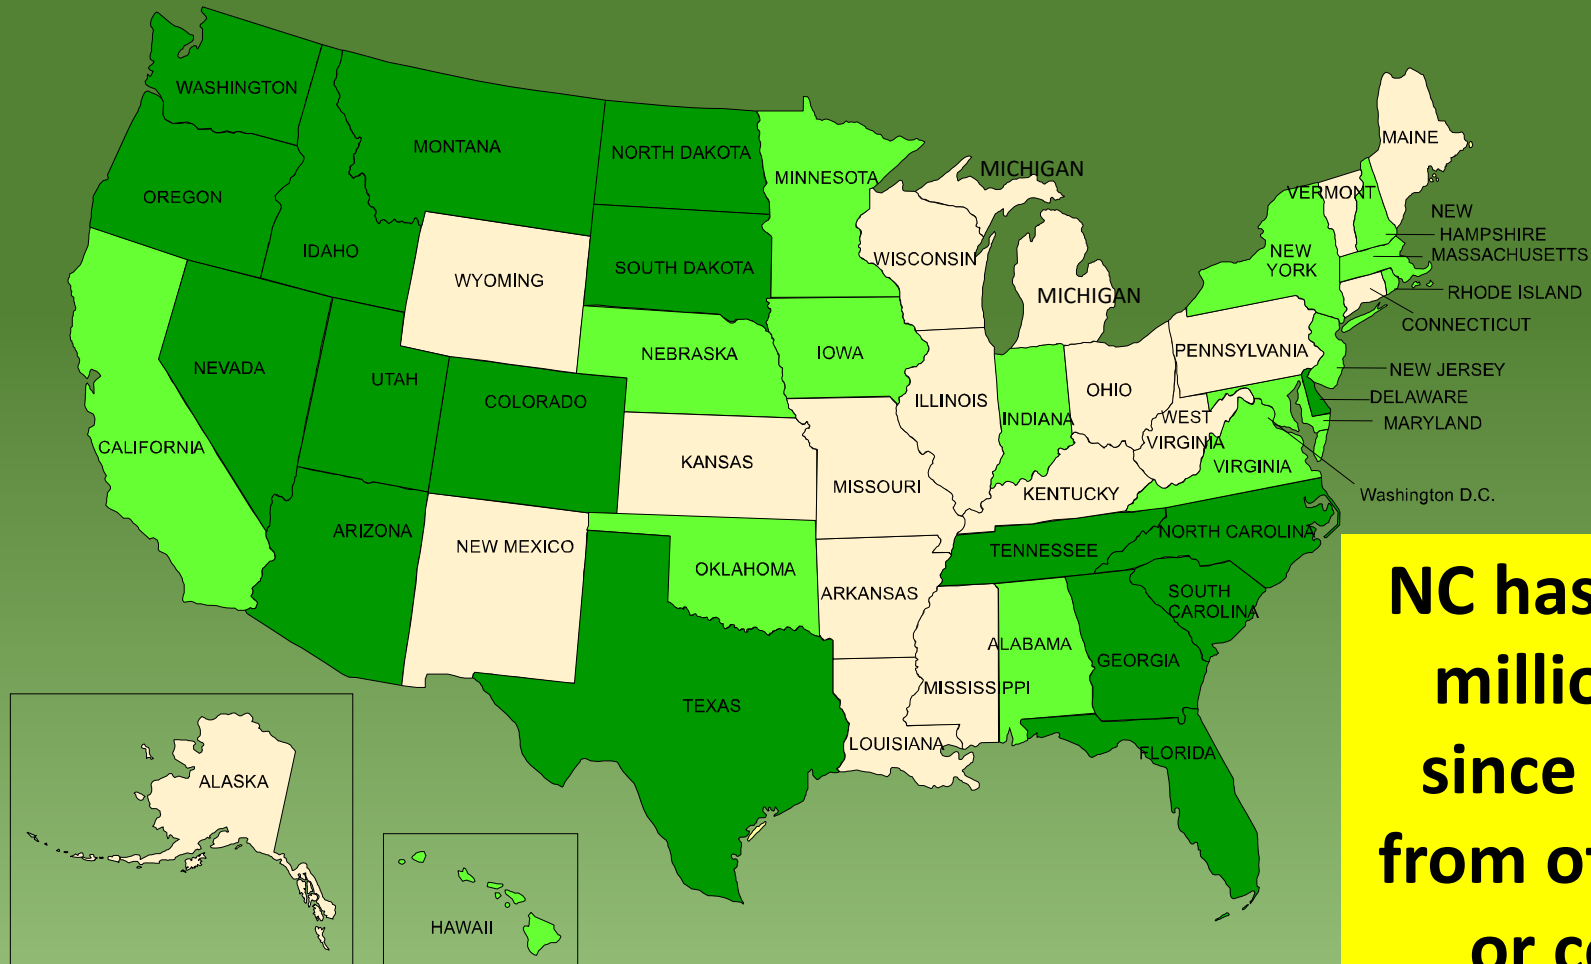 WASHINGTON
MONTANA
NORTH DAKOTA
MINNESOTA
MICHIGAN
MAINE
VERMONT
OREGON
IDAHO
WYOMING
SOUTH DAKOTA
WISCONSIN
MICHIGAN
NEW
YORK
NEW
HAMPSHIRE
MASSACHUSETTS
RHODE ISLAND
CONNECTICUT
NEVADA
UTAH
COLORADO
NEBRASKA
IOWA
ILLINOIS
INDIANA
OHIO
PENNSYLVANIA
NEW JERSEY
DELAWARE
MARYLAND
CALIFORNIA
KANSAS
MISSOURI
KENTUCKY
WEST
VIRGINIA
VIRGINIA
Washington D.C.
ARIZONA
NEW MEXICO
OKLAHOMA
ARKANSAS
TENNESSEE
NORTH CAROLINA
SOUTH
CAROLINA
TEXAS
LOUISIANA
MISSISSIPPI
ALABAMA
GEORGIA
FLORIDA
ALASKA
HAWAII
NC has
millio
since
from o
or c